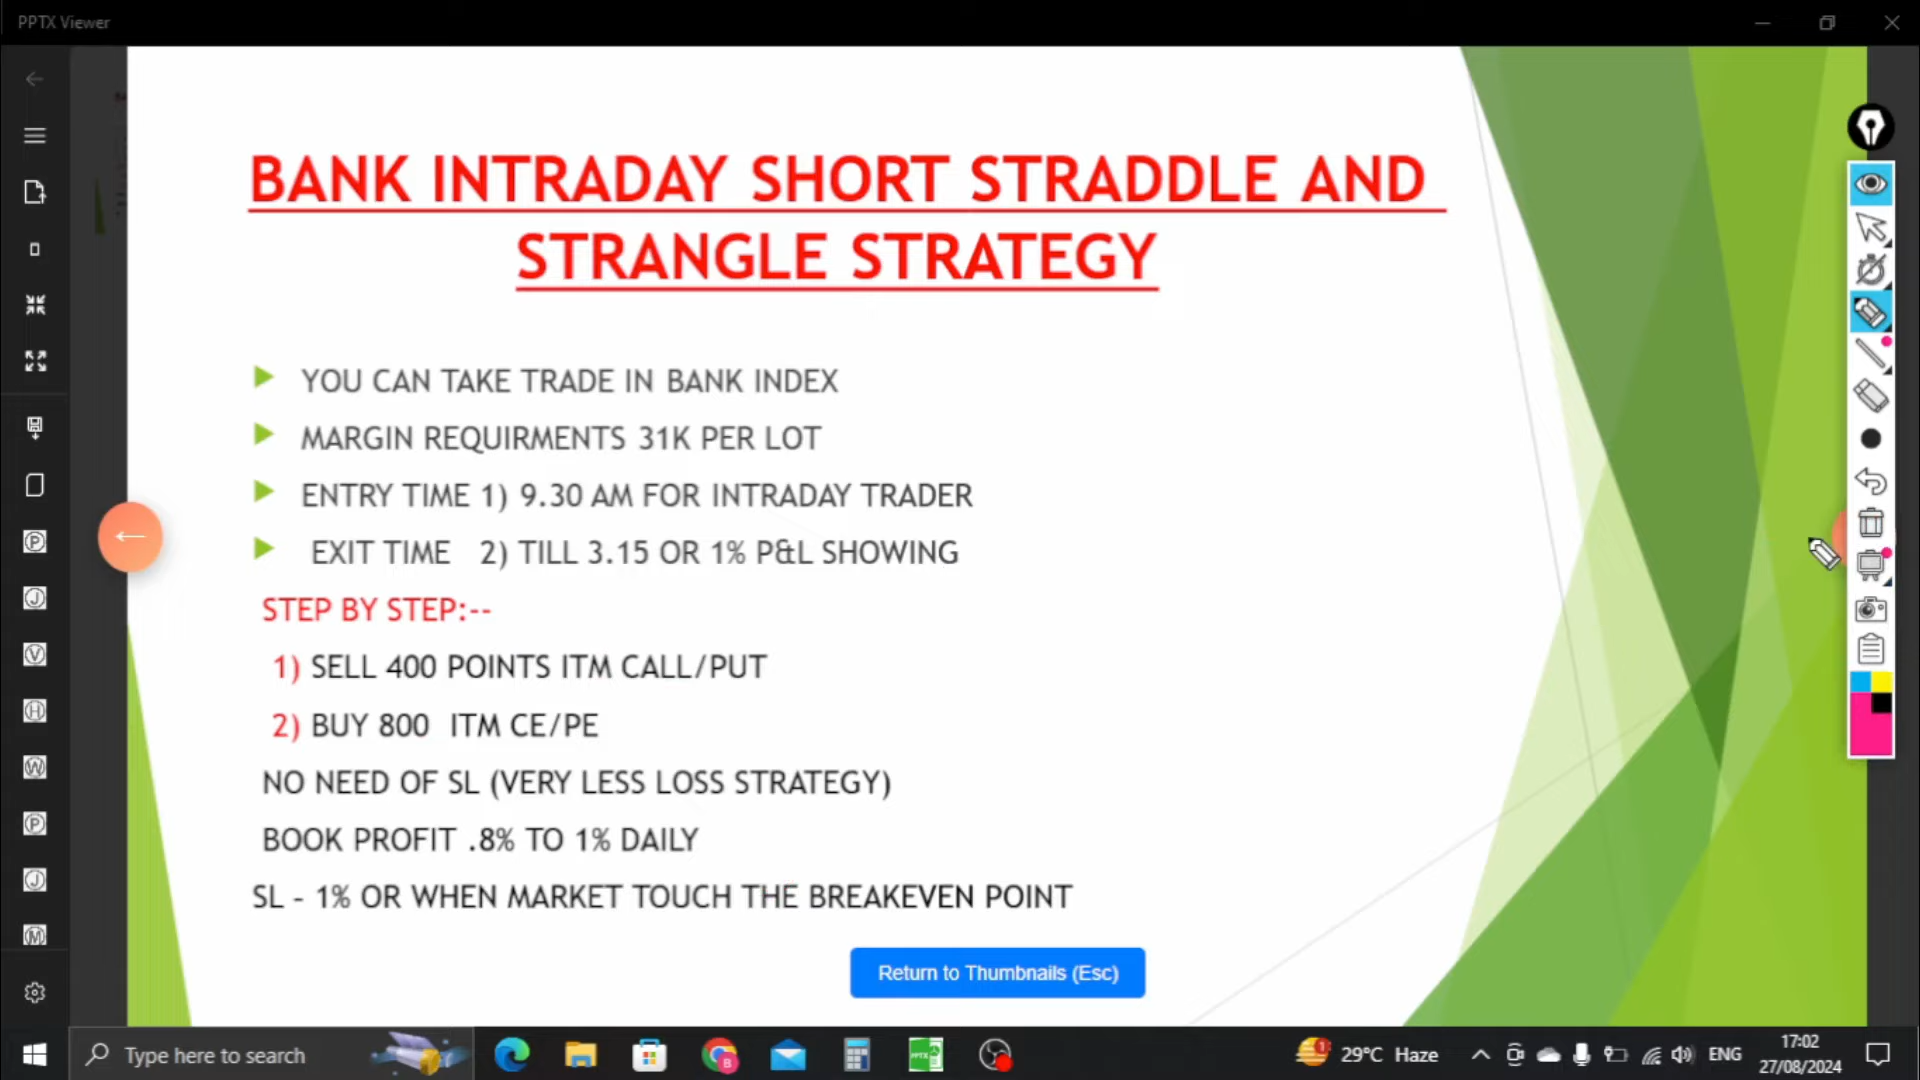 PPTX Viewer
BANK INTRADAY SHORT STRADDLE AND
STRANGLE STRATEGY
YOU CAN TAKE TRADE IN BANK INDEX
MARGIN REQUIRMENTS 31K PER LOT
ENTRY TIME 1) 9.30 AM FOR INTRADAY TRADER
EXIT TIME 2) TILL 3.15 OR 1% P&L SHOWING
STEP BY STEP:--
1) SELL 400 POINTS ITM CALL/PUT
2) BUY 800 ITM CE/PE
NO NEED OF SL (VERY LESS LOSS STRATEGY)
BOOK PROFIT .8% TO 1% DAILY
SL - 1% OR WHEN MARKET TOUCH THE BREAKEVEN POINT
Return to Thumbnails (Esc)
P
J
V
H
W
P
J
M
Type here to search
PPTX
1
29°C Haze
ENG
17:02
27/08/2024